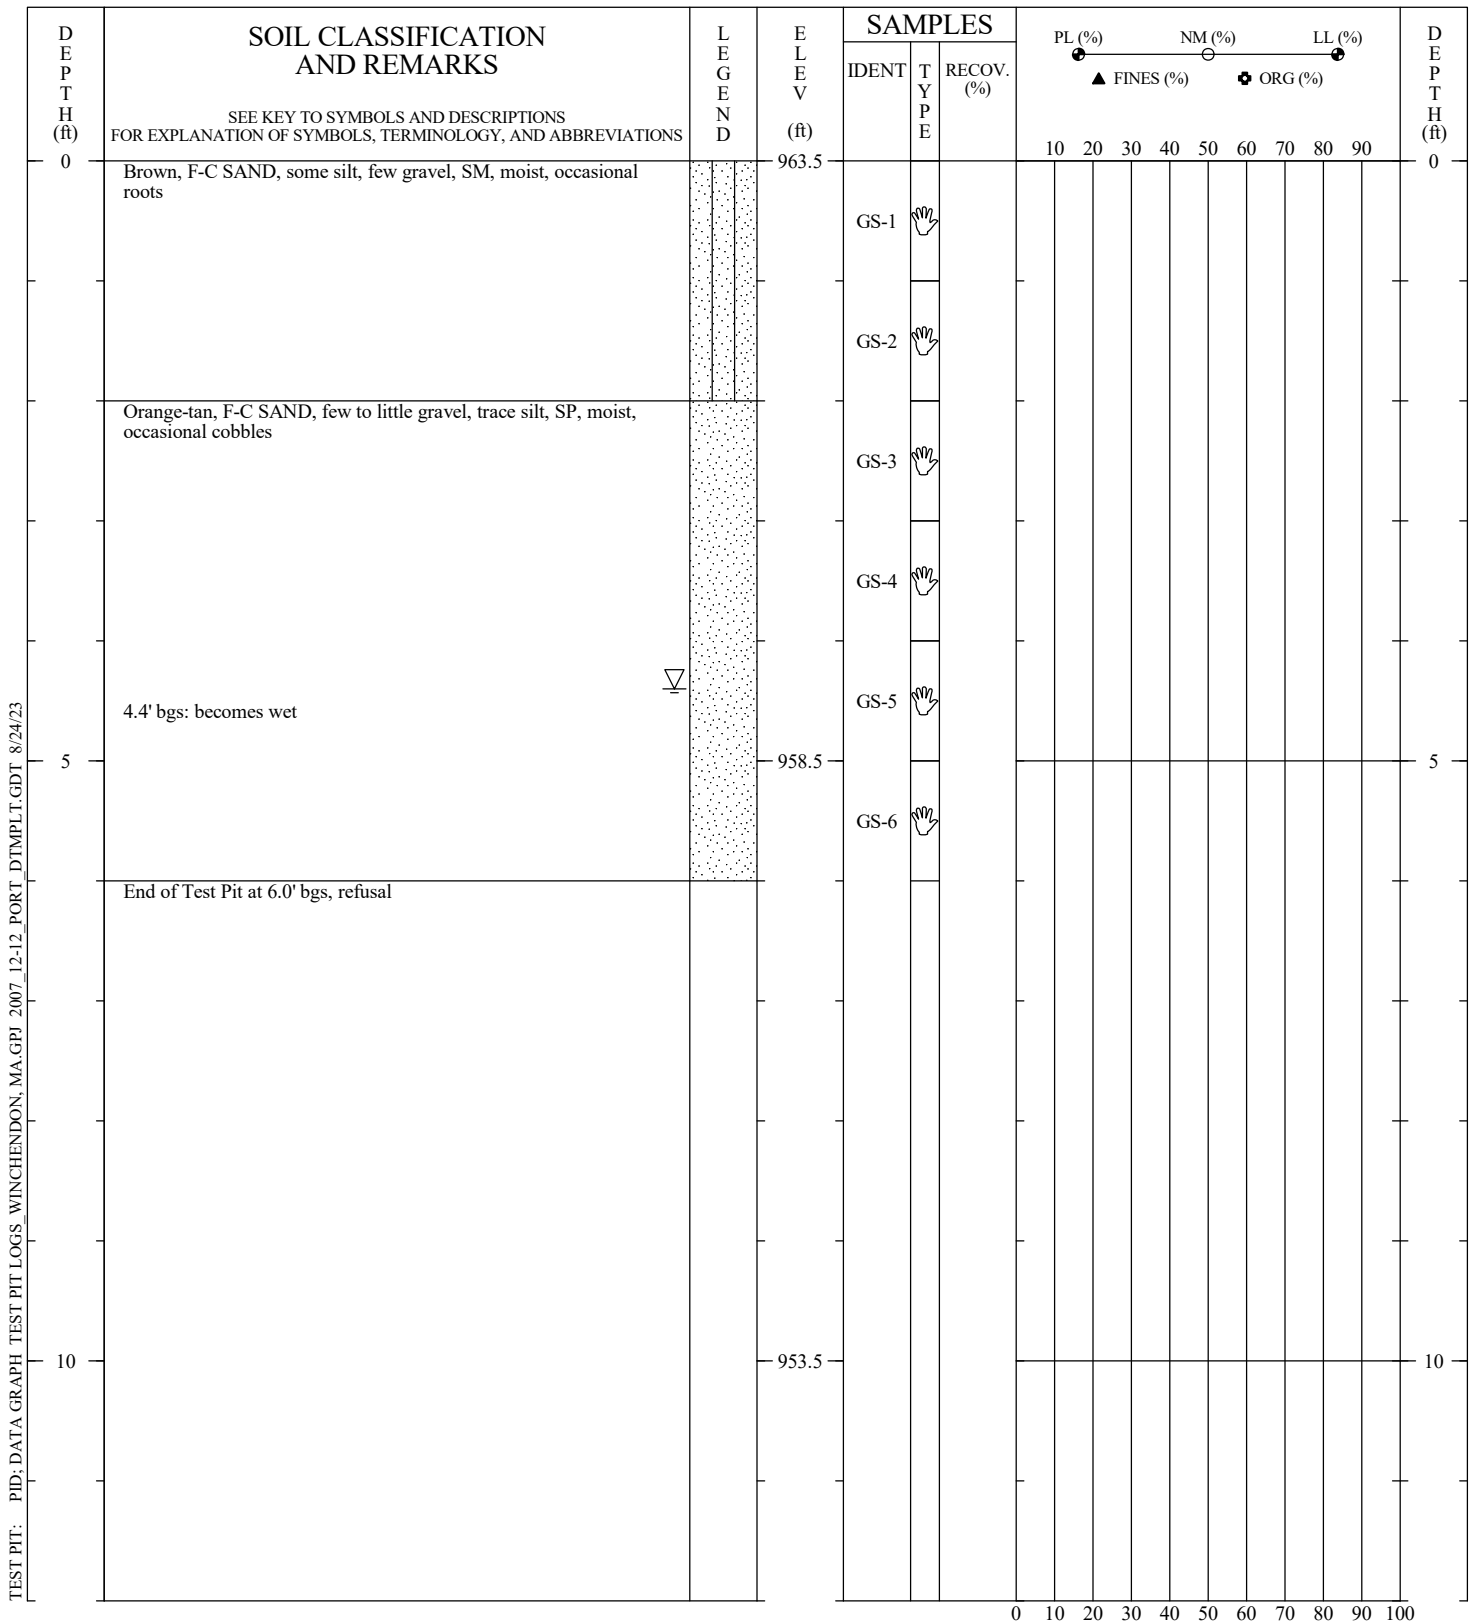 DEPTH (ft)
SOIL CLASSIFICATION
AND REMARKS
SEE KEY TO SYMBOLS AND DESCRIPTIONS
FOR EXPLANATION OF SYMBOLS, TERMINOLOGY, AND ABBREVIATIONS
LEGEND
ELEV (ft)
SAMPLES
IDENT
TYPE
RECOV. (%)
PL (%) NM (%) LL (%)
FINES (%) ORG (%)
10 20 30 40 50 60 70 80 90
DEPTH (ft)
0
Brown, F-C SAND, some silt, few gravel, SM, moist, occasional
roots
963.5
0
GS-1
GS-2
Orange-tan, F-C SAND, few to little gravel, trace silt, SP, moist,
occasional cobbles
GS-3
GS-4
4.4' bgs: becomes wet
GS-5
5
958.5
5
GS-6
End of Test Pit at 6.0' bgs, refusal
10
953.5
10
0 10 20 30 40 50 60 70 80 90 100
TEST PIT: PID; DATA GRAPH TEST PIT LOGS_WINCHENDON, MA.GPJ 2007_12-12_PORT_DTMPLT.GDT 8/24/23